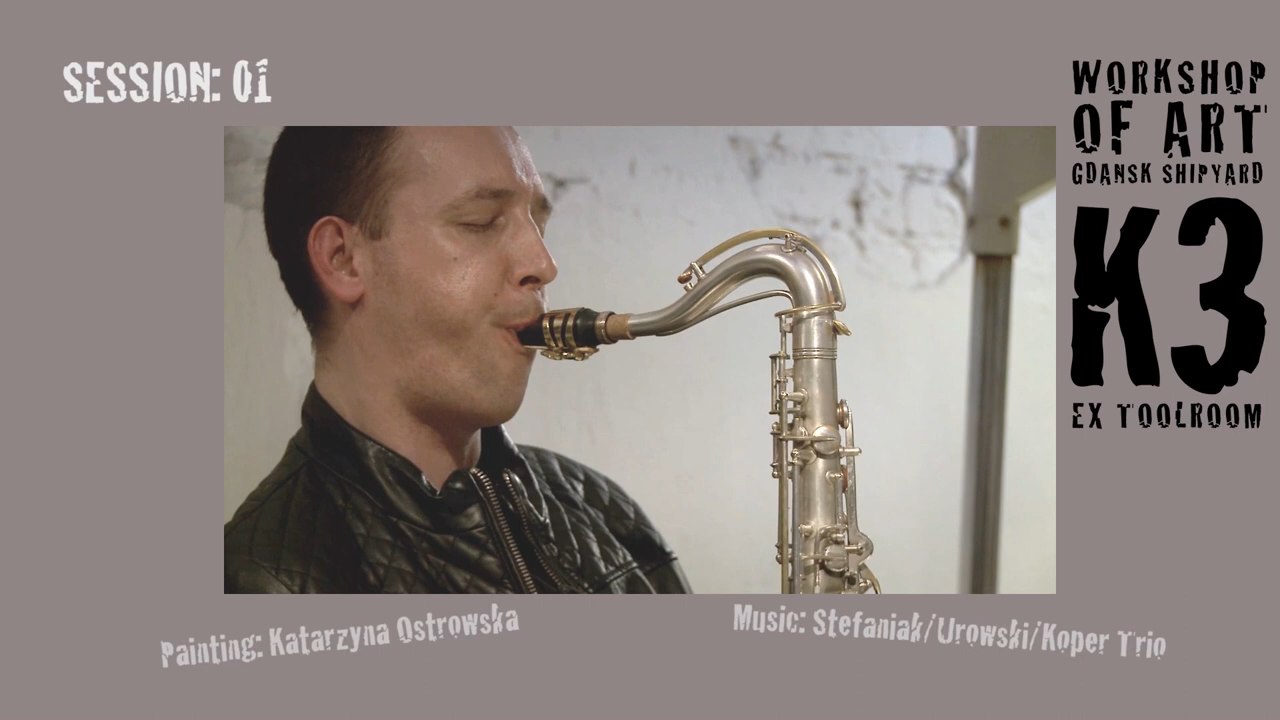 SESSION: 01
WORKSHOP
OF ART
GDANSK SHIPYARD
K3
EX TOOLROOM
Painting: Katarzyna Ostrowska
Music: Stefaniak/Urowski/Koper Trio